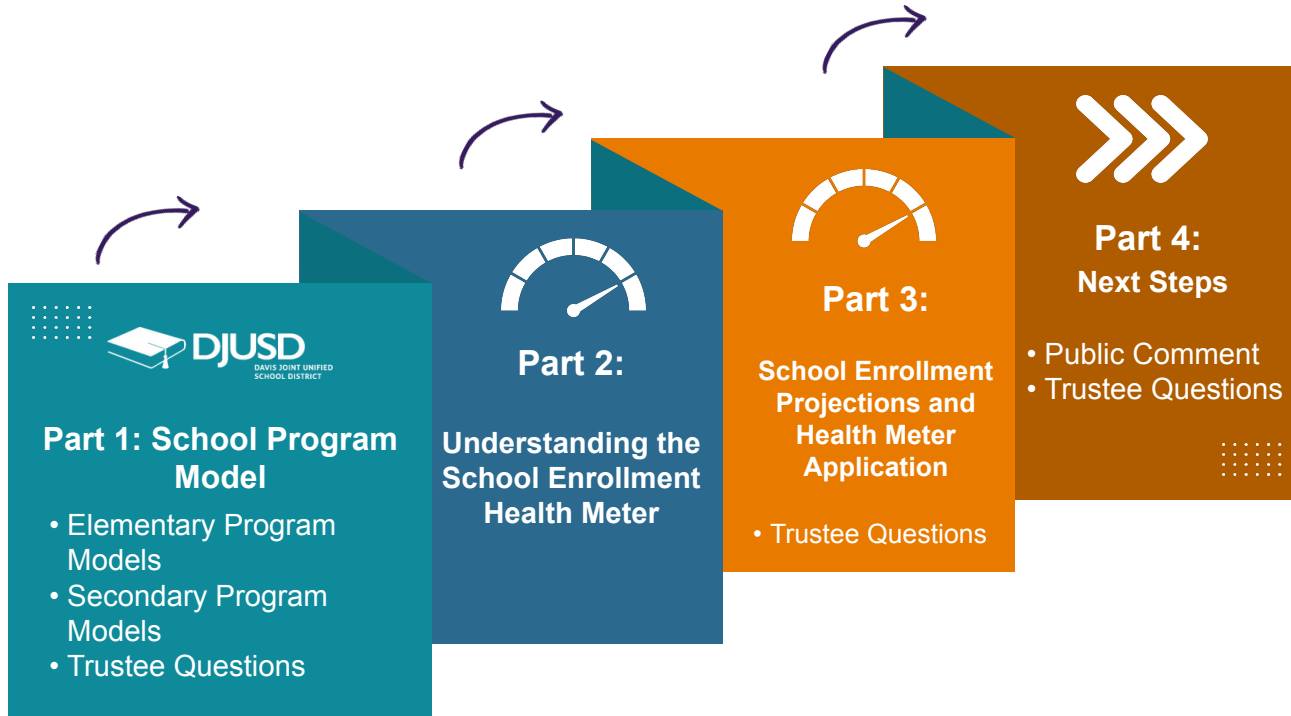 DJUSD
DAVIS JOINT UNIFIED
SCHOOL DISTRICT
Part 1: School Program
Model
• Elementary Program
Models
• Secondary Program
Models
• Trustee Questions
Part 2:
Understanding the
School Enrollment
Health Meter
Part 3:
School Enrollment
Projections and
Health Meter
Application
• Trustee Questions
Part 4:
Next Steps
• Public Comment
• Trustee Questions